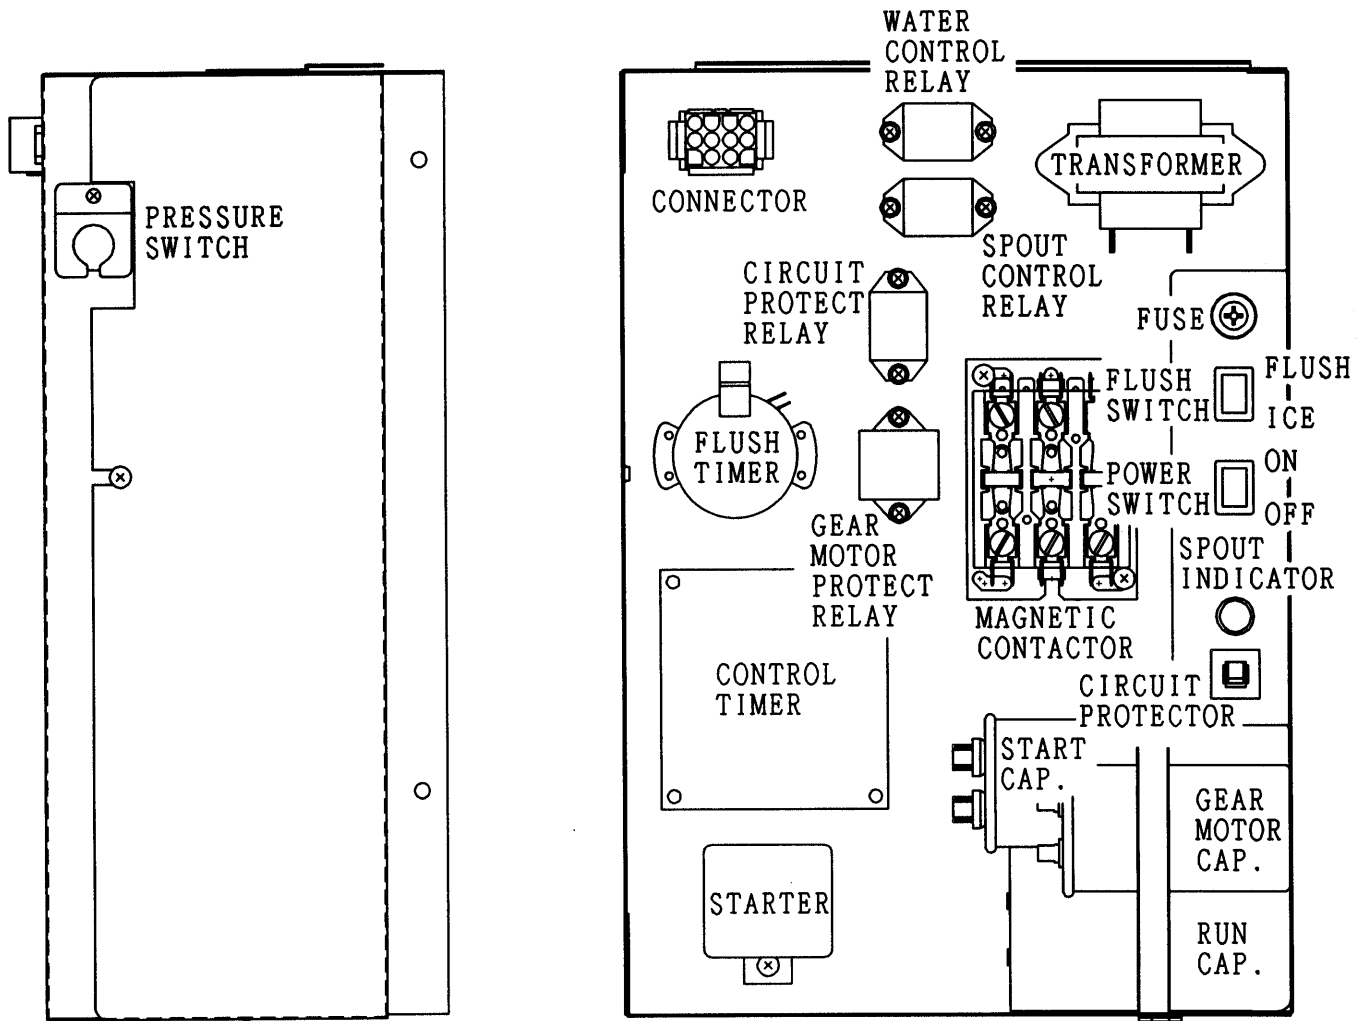 WATER
CONTROL
RELAY
TRANSFORMER
CONNECTOR
PRESSURE
SWITCH
SPOUT
CONTROL
RELAY
CIRCUIT
PROTECT
RELAY
FUSE
FLUSH
ICE
FLUSH
SWITCH
FLUSH
TIMER
ON
OFF
POWER
SWITCH
GEAR
MOTOR
PROTECT
RELAY
SPOUT
INDICATOR
MAGNETIC
CONTACTOR
CONTROL
TIMER
CIRCUIT
PROTECTOR
START
CAP.
GEAR
MOTOR
CAP.
STARTER
RUN
CAP.